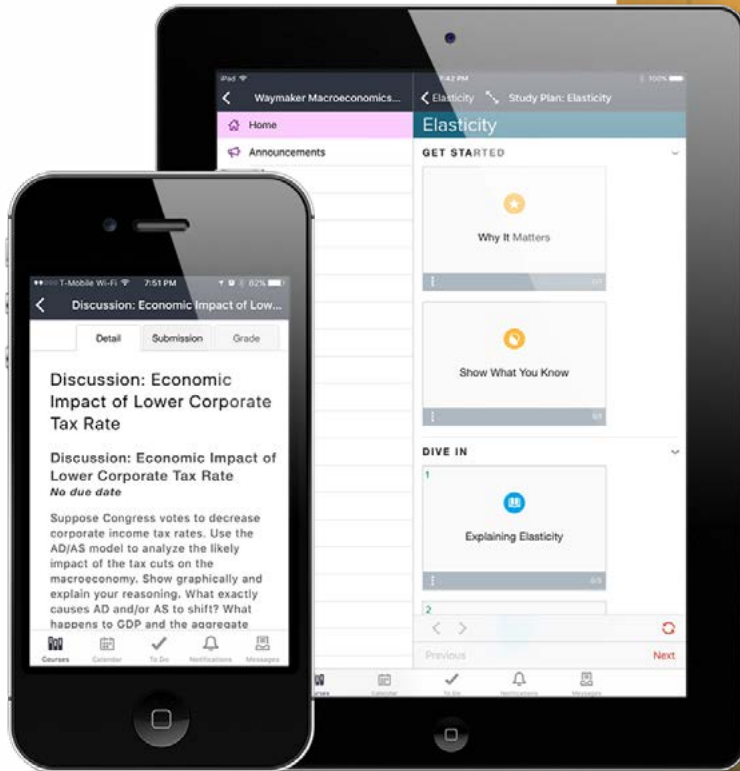 iPad
7:42 PM
100%
Waymaker Macroeconomics...
Elasticity
Study Plan: Elasticity
Home
Elasticity
Announcements
GET STARTED
Why It Matters
Show What You Know
DIVE IN
1
Explaining Elasticity
2
Previous
Next
Calendar
To Do
Notifications
Messages
T-Mobile Wi-Fi
7:51 PM
82%
Discussion: Economic Impact of Low...
Detail
Submission
Grade
Discussion: Economic
Impact of Lower Corporate
Tax Rate
Discussion: Economic Impact of
Lower Corporate Tax Rate
No due date
Suppose Congress votes to decrease
corporate income tax rates. Use the
AD/AS model to analyze the likely
impact of the tax cuts on the
macroeconomy. Show graphically and
explain your reasoning. What exactly
causes AD and/or AS to shift? What
happens to GDP and the aggregate
Courses
Calendar
To Do
Notifications
Messages